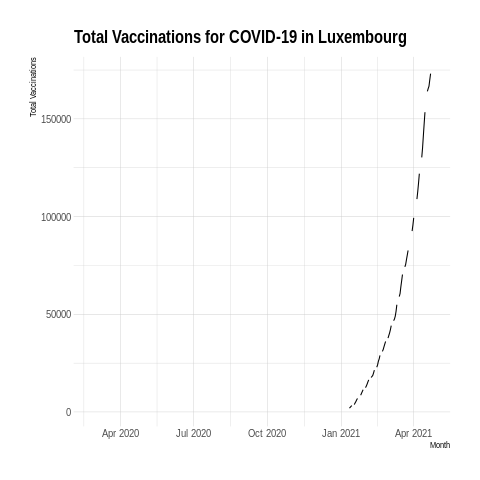 Total Vaccinations for COVID-19 in Luxembourg
Total Vaccinations
150000
100000
50000
0
Apr 2020 Jul 2020 Oct 2020 Jan 2021 Apr 2021
Month